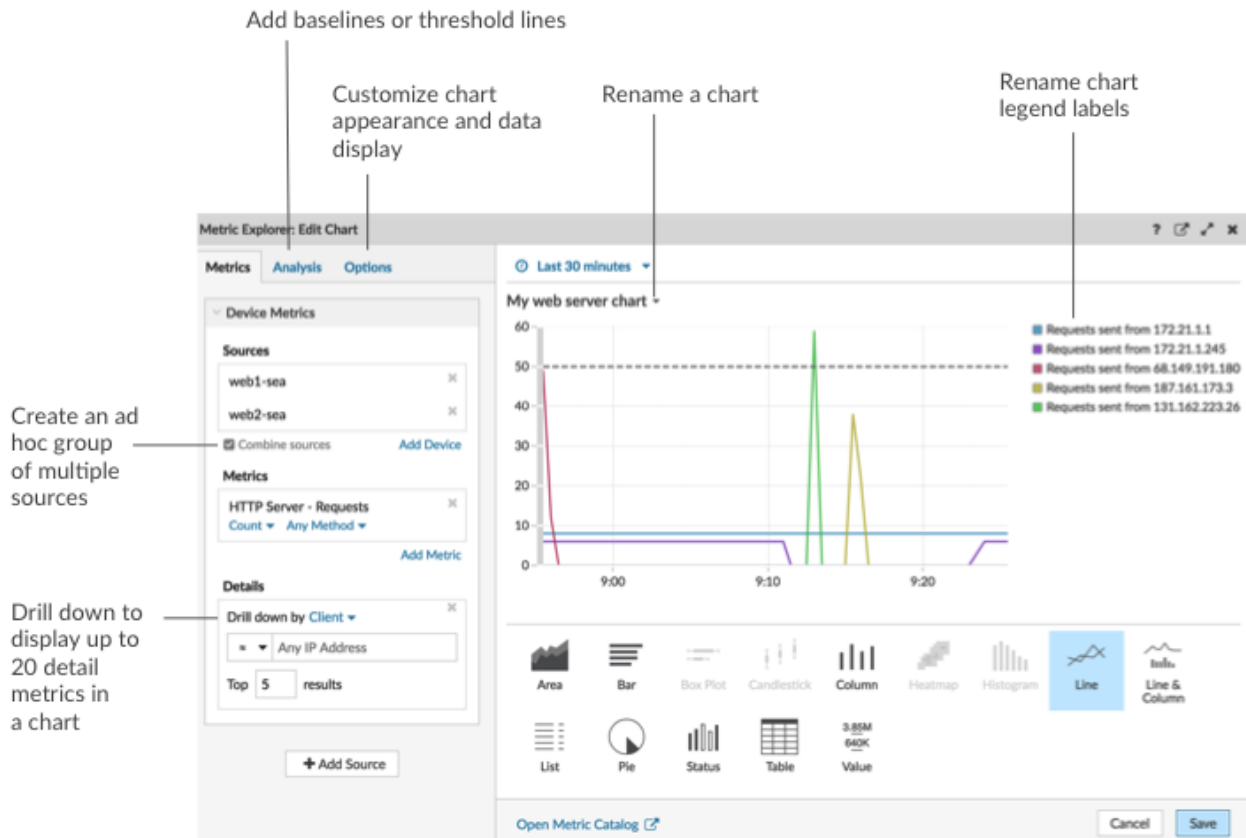 Add baselines or threshold lines
Customize chart
appearance and data
display
Rename a chart
Rename chart
legend labels
Metric Explorer: Edit Chart
?
Metrics
Analysis
Options
Last 30 minutes
Device Metrics
My web server chart
Sources
web1-sea
web2-sea
Create an ad
hoc group
of multiple
sources
Combine sources
Add Device
Metrics
HTTP Server - Requests
Count
Any Method
Add Metric
Details
Drill down to
display up to
20 detail
metrics in
a chart
Drill down by Client
≈
Any IP Address
Top 5 results
+ Add Source
60
50
40
30
20
10
0
9:00
9:10
9:20
Requests sent from 172.21.1.1
Requests sent from 172.21.1.245
Requests sent from 68.149.191.180
Requests sent from 187.161.173.3
Requests sent from 131.162.223.26
Area
Bar
Box Plot
Candlestick
Column
Heatmap
Histogram
Line
Line &
Column
List
Pie
Status
Table
3.85M
640K
Value
Open Metric Catalog
Cancel
Save